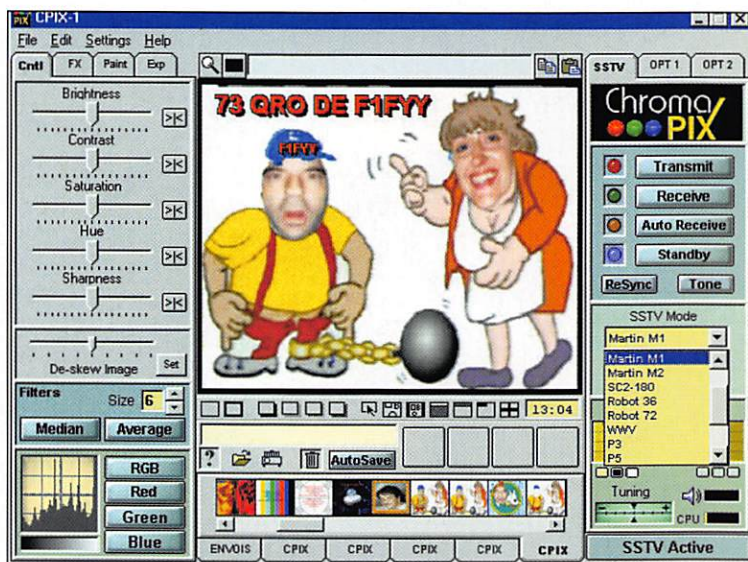 CPIX-1
File Edit Settings Help
Cntl FX Paint Exp
Brightness
Contrast
Saturation
Hue
Sharpness
De-skew Image Set
Filters
Size 6
Median Average
RGB
Red
Green
Blue
73 QRO DE F1FYY
F1FYY
13:04
? AutoSave
ENVOIS CPIX CPIX CPIX CPIX CPIX
SSTV OPT 1 OPT 2
Chroma
PIX
Transmit
Receive
Auto Receive
Standby
ReSync Tone
SSTV Mode
Martin M1
Martin M1
Martin M2
SC2-180
Robot 36
Robot 72
WWV
P3
P5
Tuning
CPU
SSTV Active